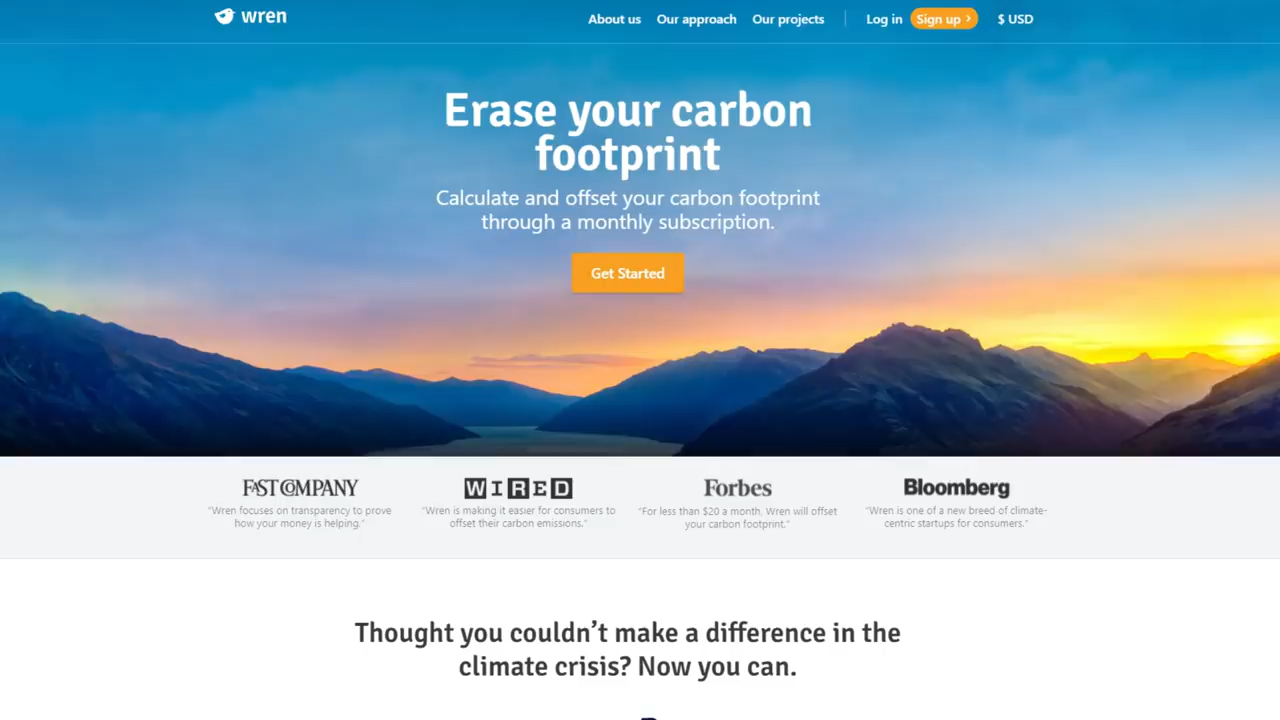 wren
About us Our approach Our projects Log in Sign up $ USD
Erase your carbon
footprint
Calculate and offset your carbon footprint
through a monthly subscription.
Get Started
FAST COMPANY
“Wren focuses on transparency to prove
how your money is helping.”
WIRED
“Wren is making it easier for consumers to
offset their carbon emissions.”
Forbes
“For less than $20 a month, Wren will offset
your carbon footprint.”
Bloomberg
“Wren is one of a new breed of climate-
centric startups for consumers.”
Thought you couldn’t make a difference in the
climate crisis? Now you can.